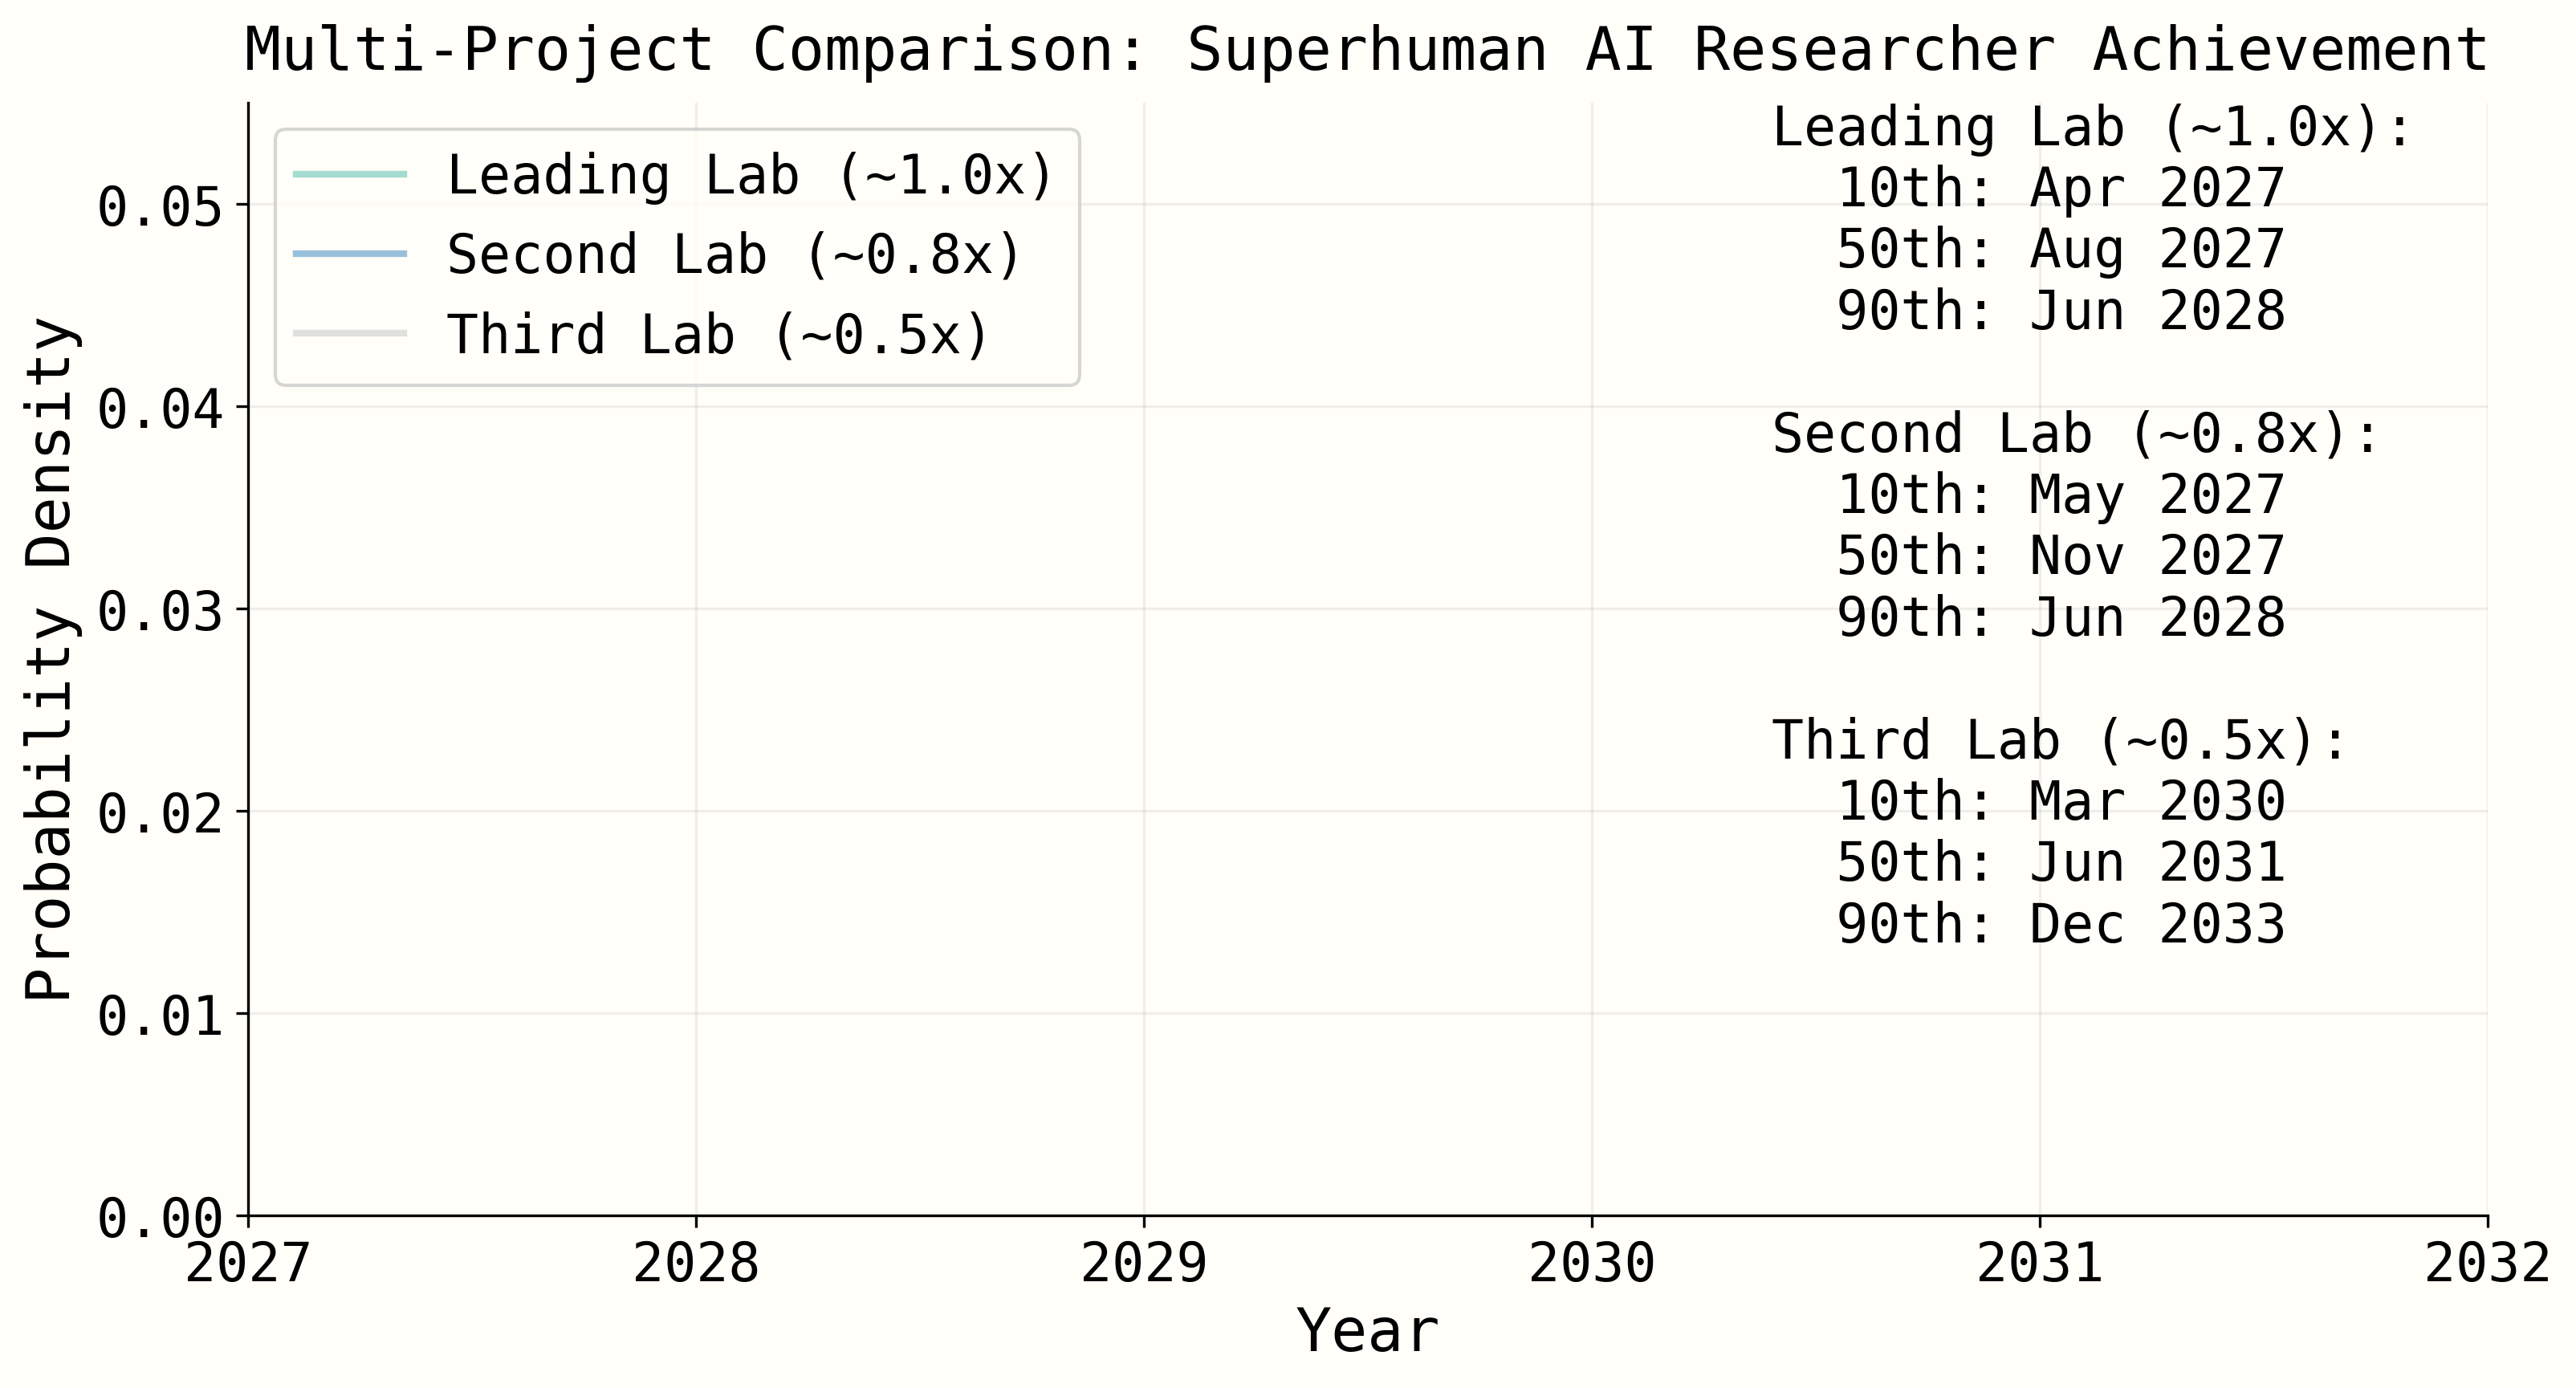 Multi-Project Comparison: Superhuman AI Researcher Achievement
Leading Lab (~1.0x)
Second Lab (~0.8x)
Third Lab (~0.5x)
Leading Lab (~1.0x):
10th: Apr 2027
50th: Aug 2027
90th: Jun 2028
Second Lab (~0.8x):
10th: May 2027
50th: Nov 2027
90th: Jun 2028
Third Lab (~0.5x):
10th: Mar 2030
50th: Jun 2031
90th: Dec 2033
Probability Density
0.05
0.04
0.03
0.02
0.01
0.00
2027 2028 2029 2030 2031 2032
Year